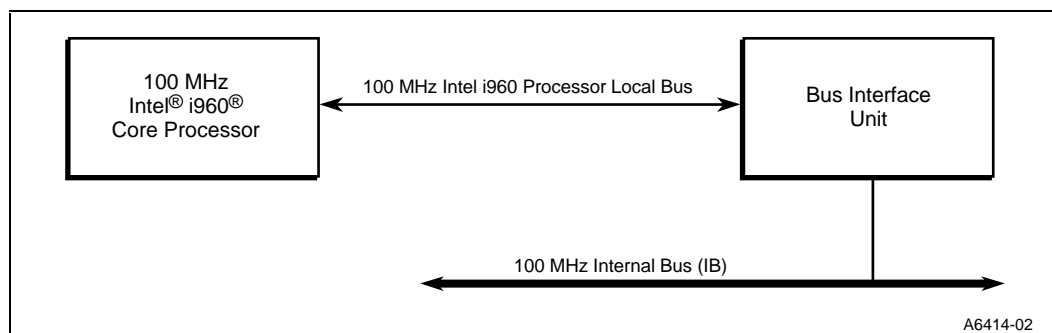 100 MHz
Intel® i960®
Core Processor
100 MHz Intel i960 Processor Local Bus
Bus Interface
Unit
100 MHz Internal Bus (IB)
A6414-02